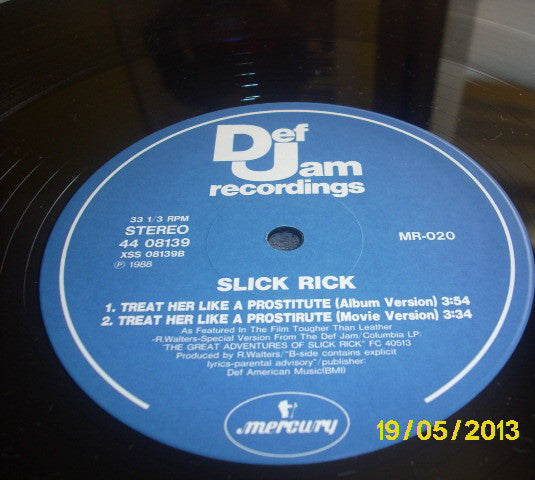 Def
Jam
recordings
33 1/3 RPM
STEREO
44 08139
XSS 08139B
Ⓟ 1988
MR-020
SLICK RICK
1. TREAT HER LIKE A PROSTITUTE (Album Version) 3:54
2. TREAT HER LIKE A PROSTIRUTE (Movie Version) 3:34
As Featured In The Film Tougher Than Leather
-R.Walters-Special Version From The Def Jam/Columbia LP:
"THE GREAT ADVENTURES OF SLICK RICK" FC 40513
Produced by R.Walters/"B-side contains explicit
lyrics-parental advisory"/publisher:
Def American Music(BMI)
mercury
19/05/2013